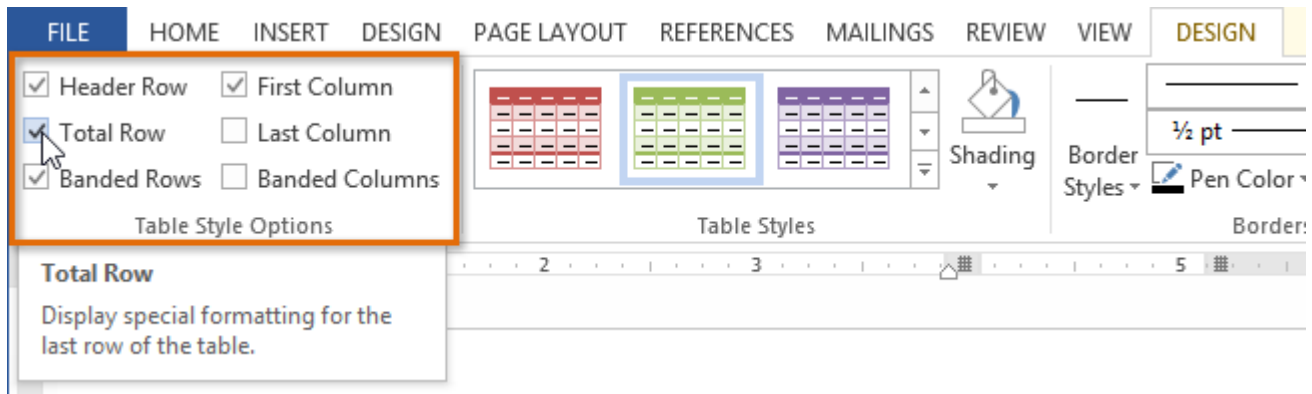 FILE HOME INSERT DESIGN PAGE LAYOUT REFERENCES MAILINGS REVIEW VIEW DESIGN
Header Row First Column
Total Row Last Column
Banded Rows Banded Columns
Table Style Options
Table Styles
Shading
Border
Styles
½ pt
Pen Color
Borders
2 3 5
Total Row
Display special formatting for the
last row of the table.